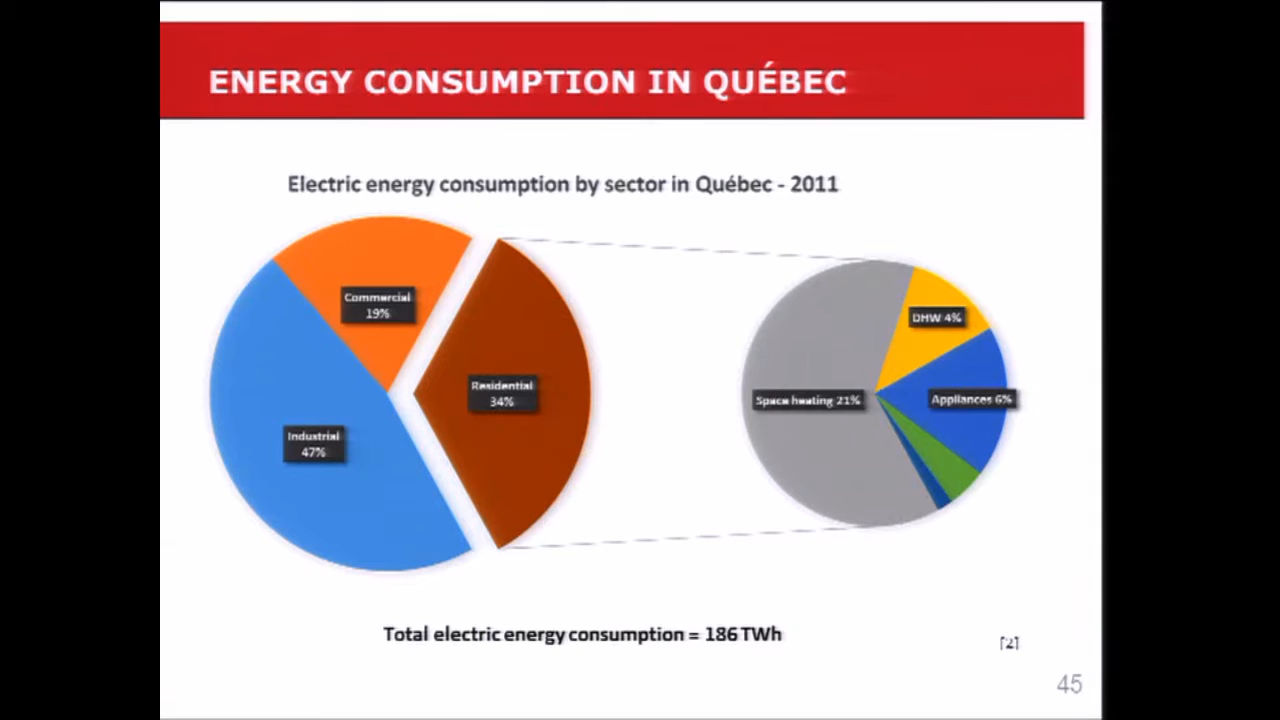 ENERGY CONSUMPTION IN QUÉBEC
Electric energy consumption by sector in Québec - 2011
Commercial
19%
Residential
34%
Industrial
47%
DHW 4%
Space heating 21%
Appliances 6%
Total electric energy consumption = 186 TWh
[2]
45